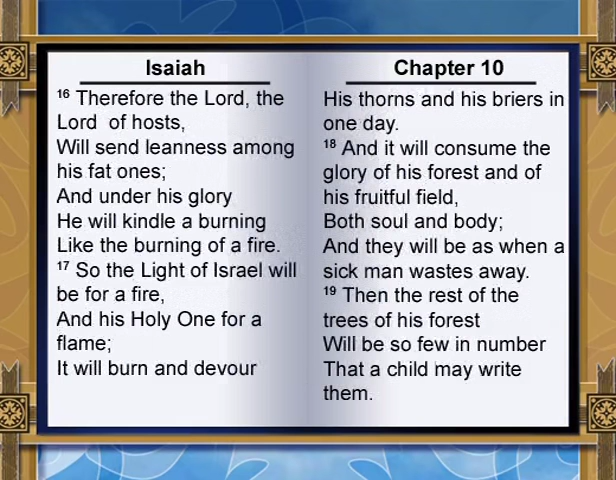 Isaiah
¹⁶ Therefore the Lord, the
Lord of hosts,
Will send leanness among
his fat ones;
And under his glory
He will kindle a burning
Like the burning of a fire.
¹⁷ So the Light of Israel will
be for a fire,
And his Holy One for a
flame;
It will burn and devour
Chapter 10
His thorns and his briers in
one day.
¹⁸ And it will consume the
glory of his forest and of
his fruitful field,
Both soul and body;
And they will be as when a
sick man wastes away.
¹⁹ Then the rest of the
trees of his forest
Will be so few in number
That a child may write
them.